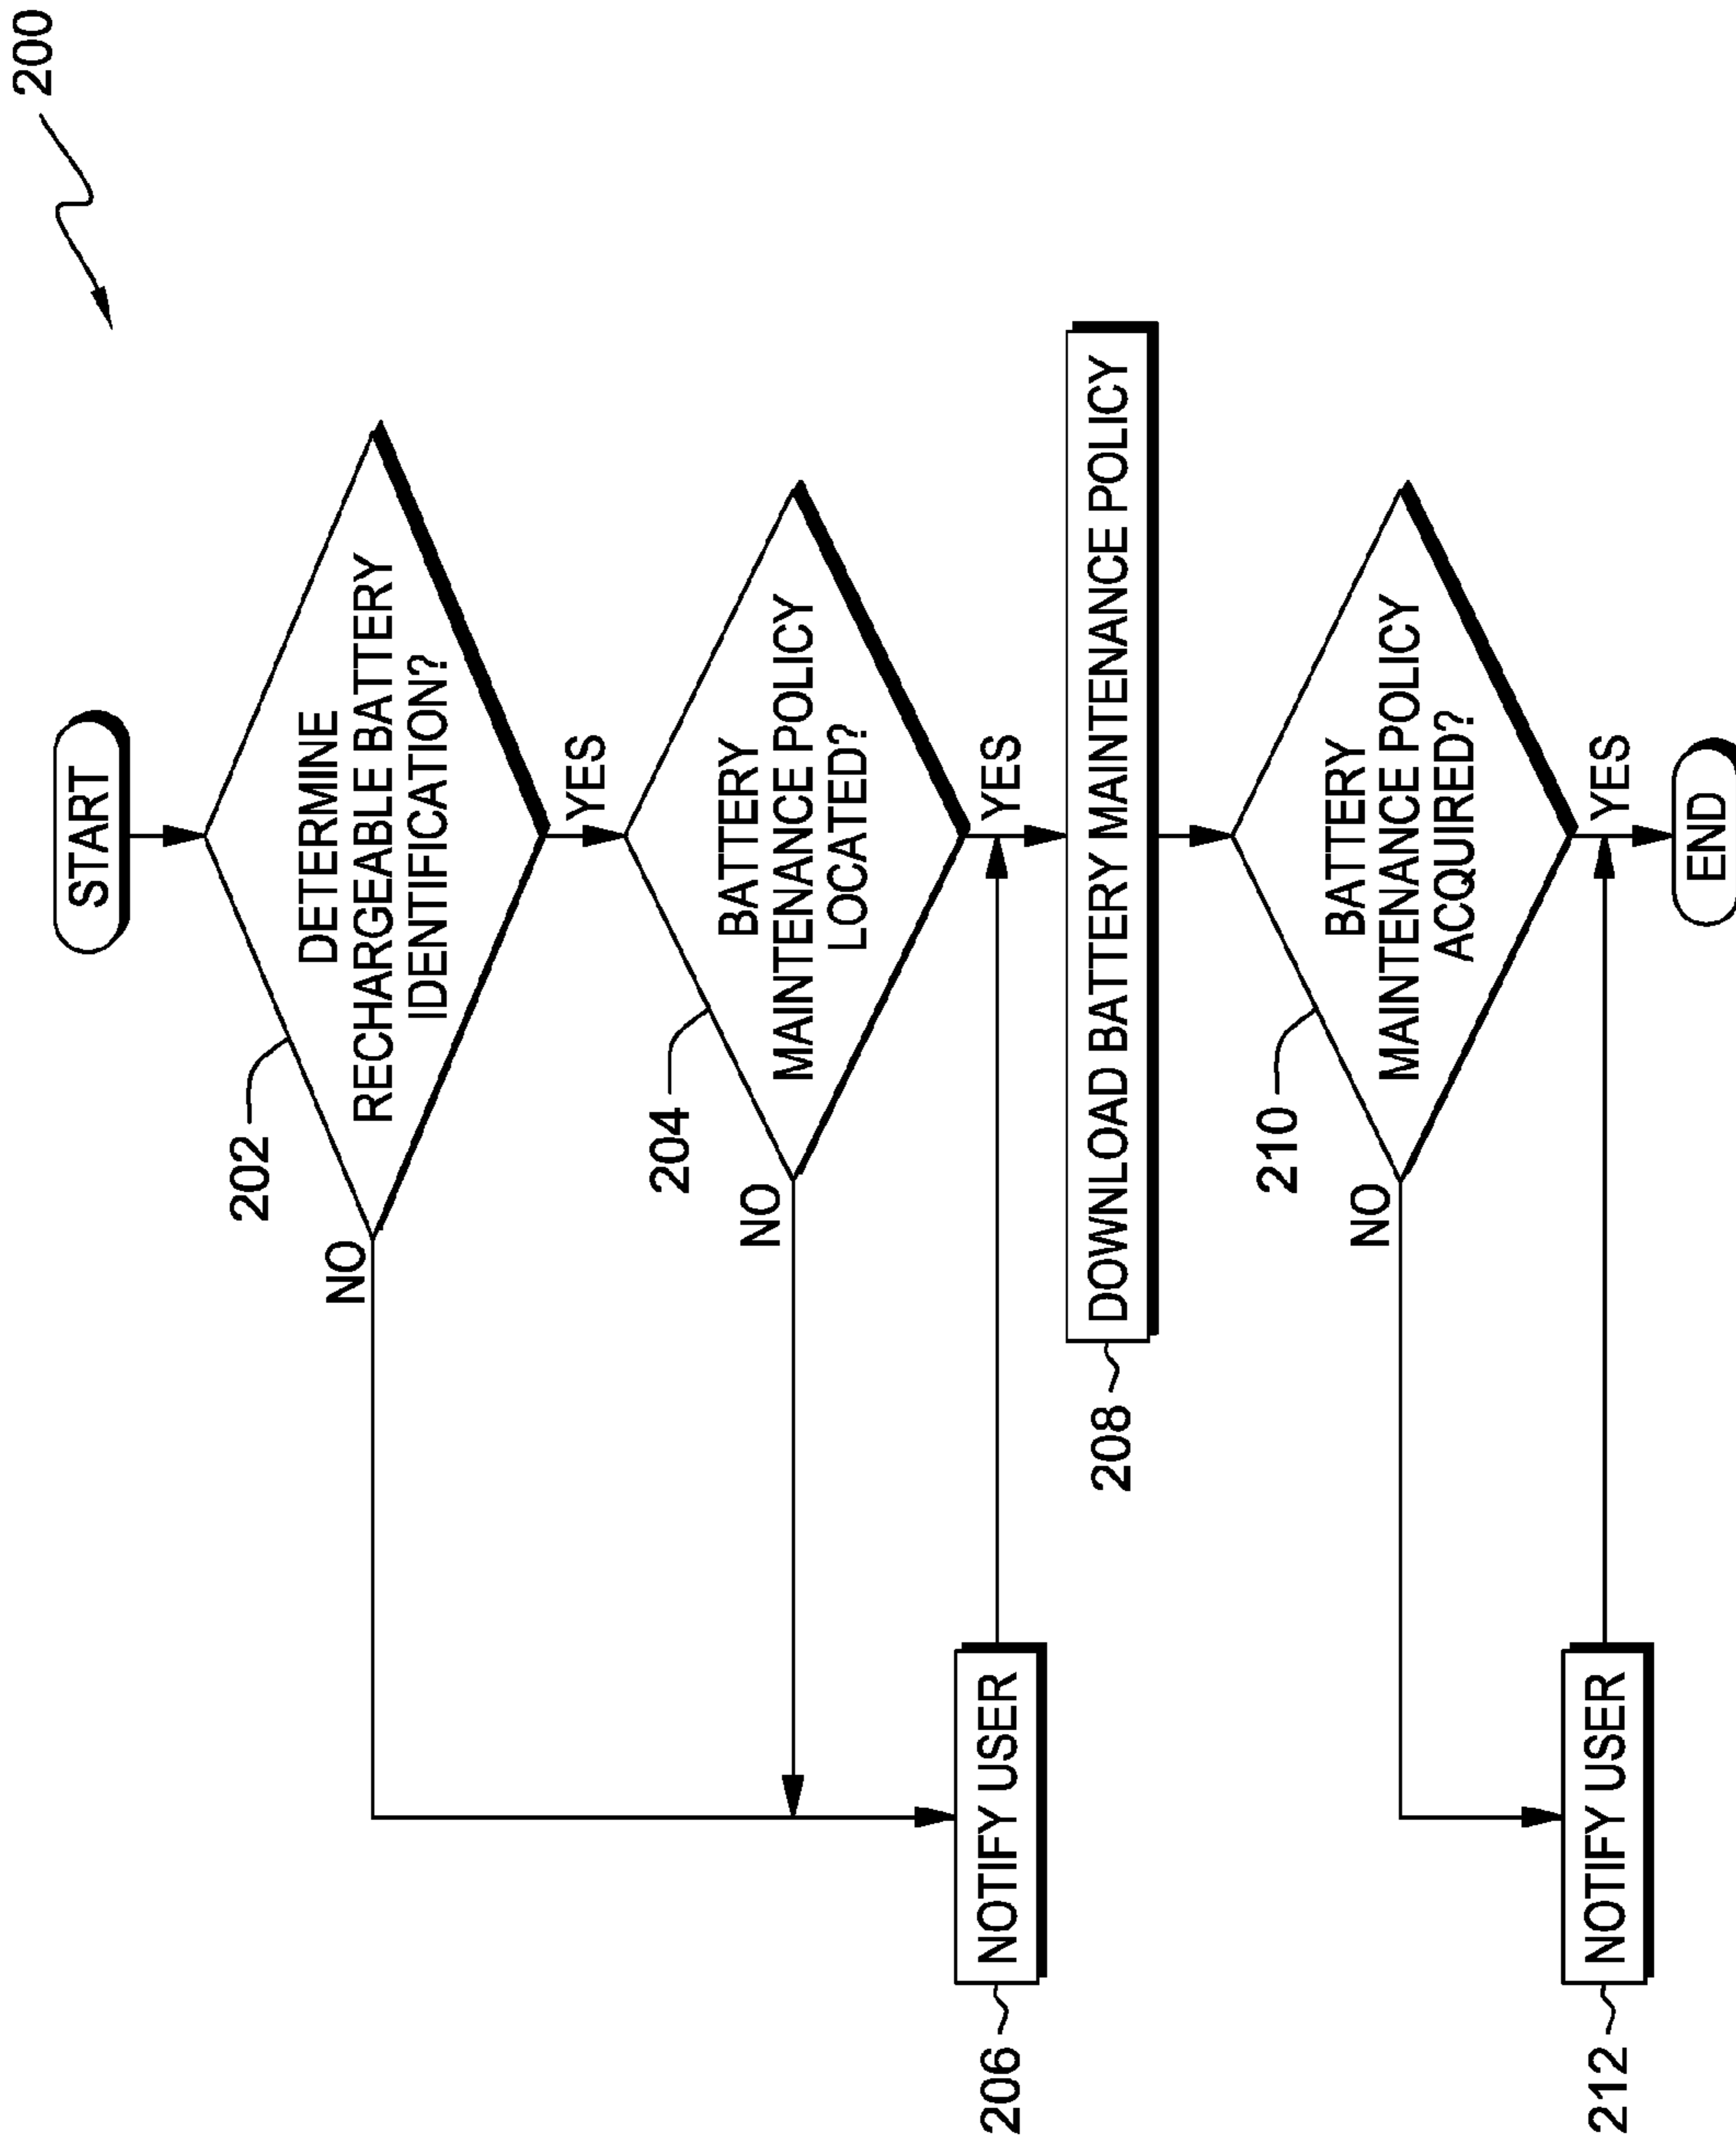 200
START
202
DETERMINE
RECHARGEABLE BATTERY
IDENTIFICATION?
NO
YES
204
BATTERY
MAINTENANCE POLICY
LOCATED?
NO
YES
206
NOTIFY USER
208
DOWNLOAD BATTERY MAINTENANCE POLICY
210
BATTERY
MAINTENANCE POLICY
ACQUIRED?
NO
YES
212
NOTIFY USER
END